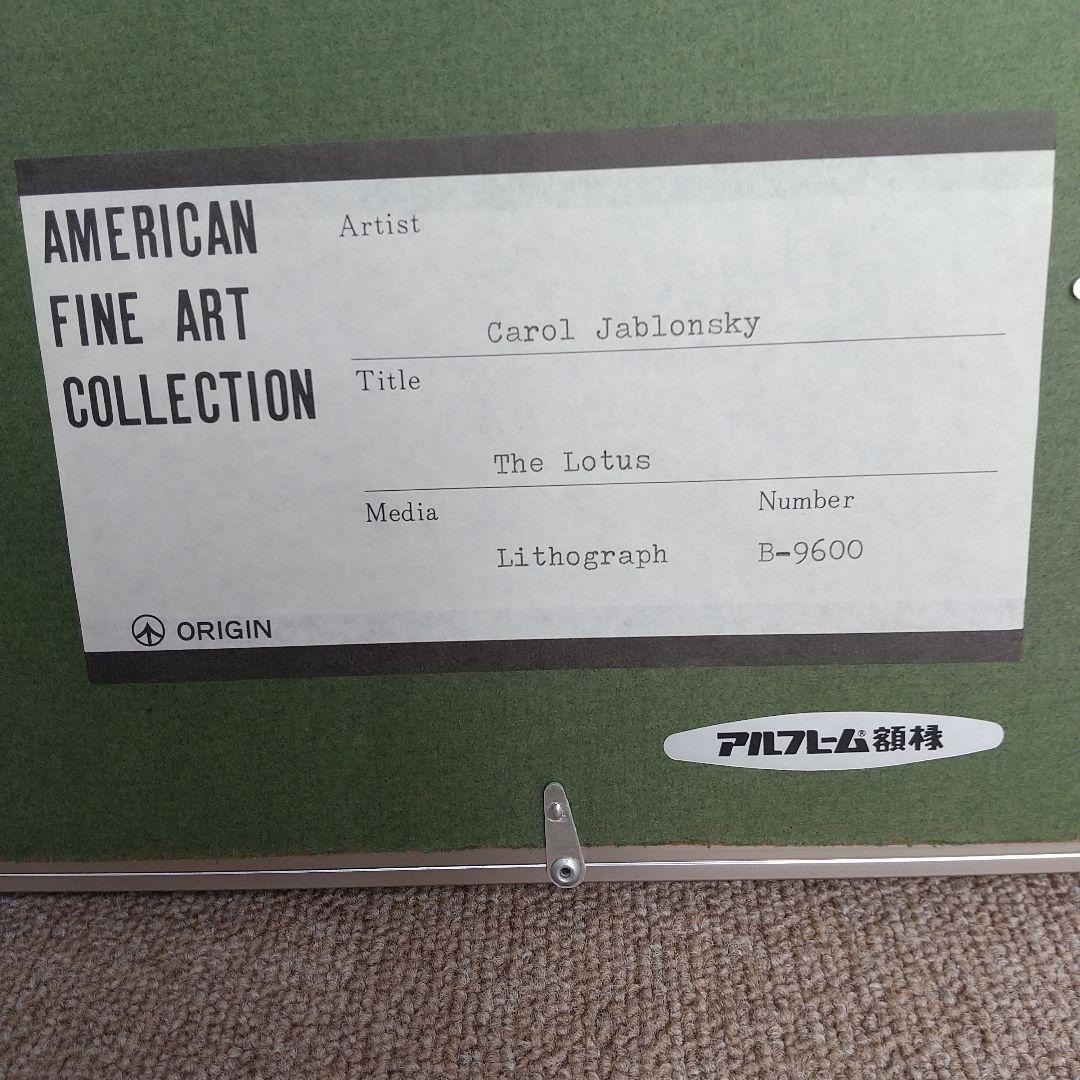 AMERICAN
FINE ART
COLLECTION
Artist
Carol Jablonsky
Title
The Lotus
Media
Number
Lithograph
B-9600
ORIGIN
アルフレーム®額縁